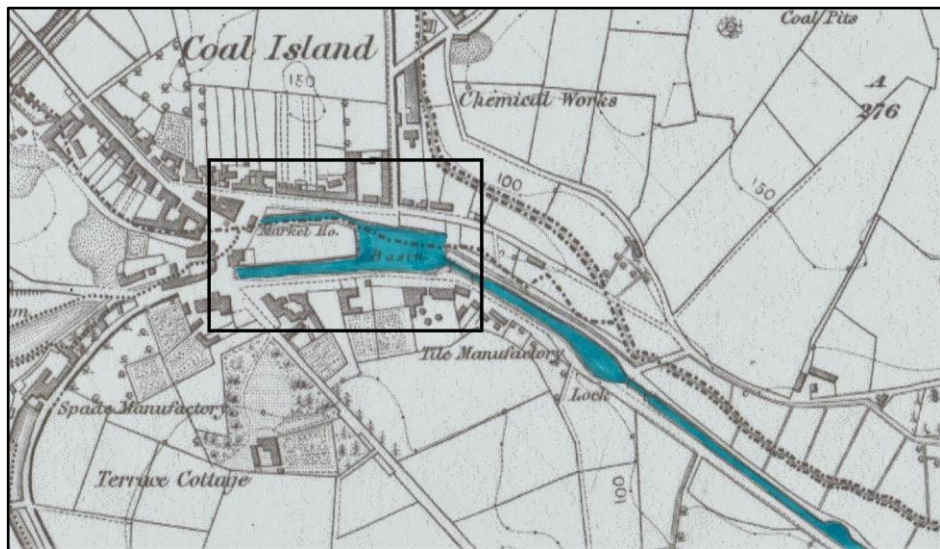 Coal Pits
Coal Island
150
Chemical Works
A
276
100
150
Market Ho.
Basin
Tile Manufactory
Lock
Spade Manufactory
Terrace Cottage
100